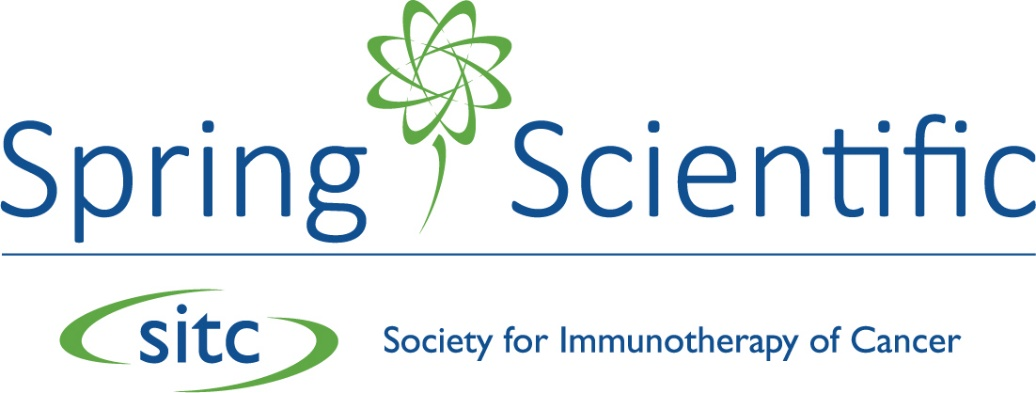 Spring Scientific
sitc Society for Immunotherapy of Cancer